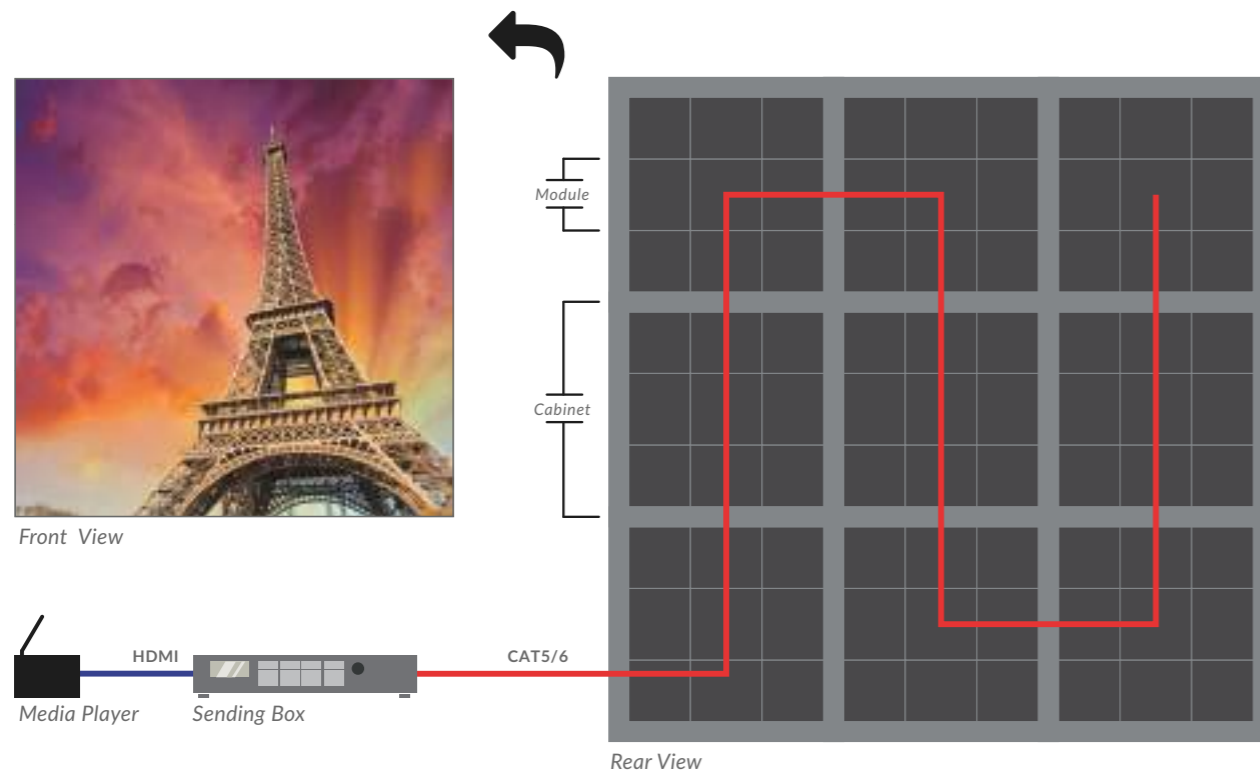 Module
Cabinet
Front View
HDMI
CAT5/6
Media Player
Sending Box
Rear View